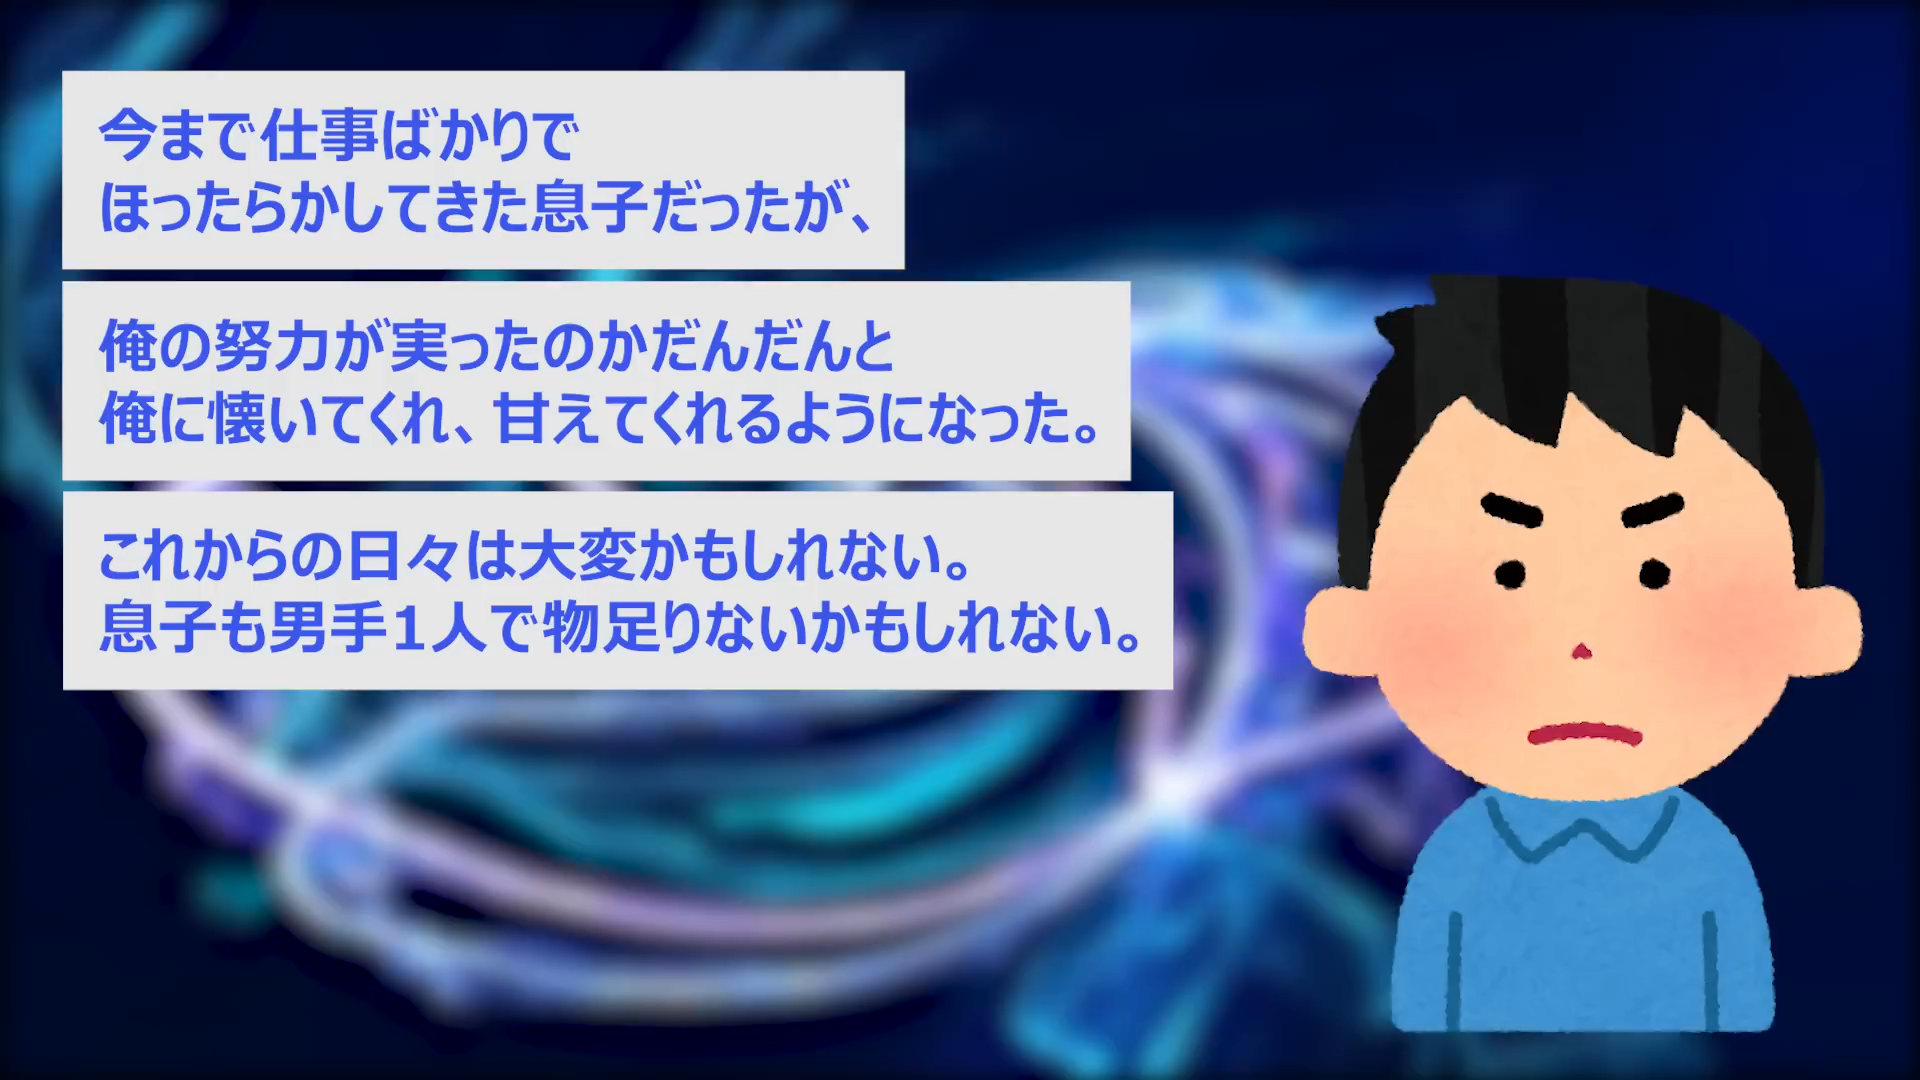 今まで仕事ばかりで
ほったらかしてきた息子だったが、
俺の努力が実ったのかだんだんと
俺に懐いてくれ、甘えてくれるようになった。
これからの日々は大変かもしれない。
息子も男手1人で物足りないかもしれない。